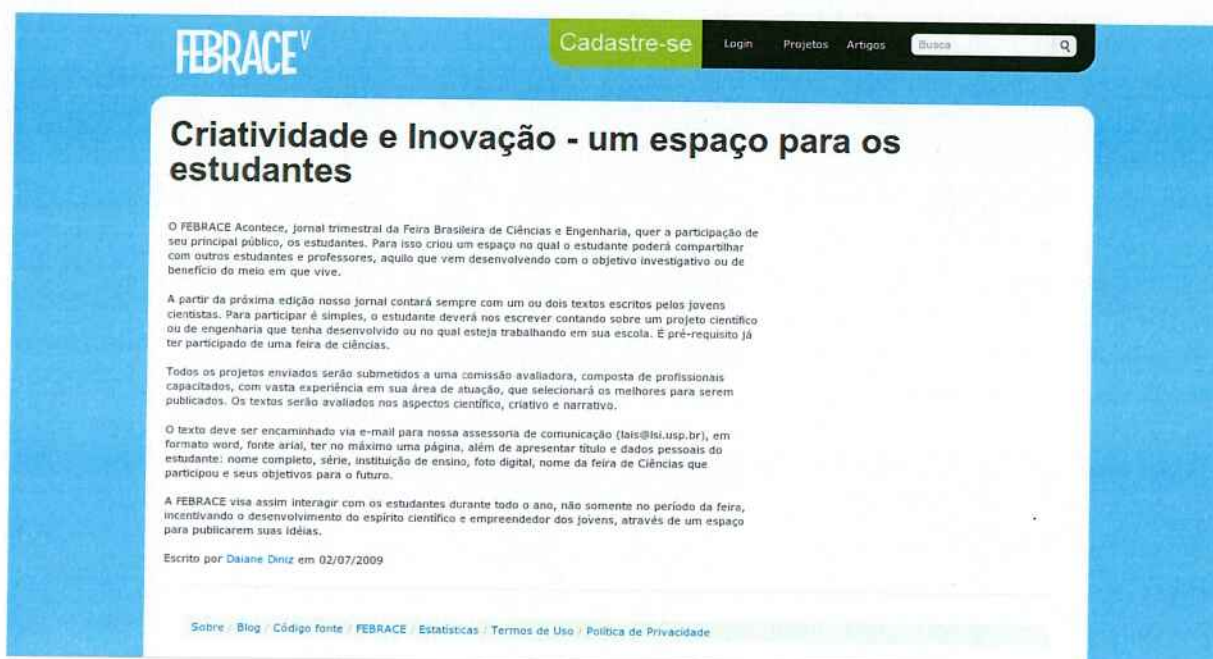 FEBRACE V
Cadastre-se Login Projetos Artigos Busca
Criatividade e Inovação - um espaço para os
estudantes
O FEBRACE Acontece, jornal trimestral da Feira Brasileira de Ciências e Engenharia, quer a participação de
seu principal público, os estudantes. Para isso criou um espaço no qual o estudante poderá compartilhar
com outros estudantes e professores, aquilo que vem desenvolvendo com o objetivo investigativo ou de
benefício do meio em que vive.
A partir da próxima edição nosso jornal contará sempre com um ou dois textos escritos pelos jovens
cientistas. Para participar é simples, o estudante deverá nos escrever contando sobre um projeto científico
ou de engenharia que tenha desenvolvido ou no qual esteja trabalhando em sua escola. É pré-requisito já
ter participado de uma feira de ciências.
Todos os projetos enviados serão submetidos a uma comissão avaliadora, composta de profissionais
capacitados, com vasta experiência em sua área de atuação, que selecionará os melhores para serem
publicados. Os textos serão avaliados nos aspectos científico, criativo e narrativo.
O texto deve ser encaminhado via e-mail para nossa assessoria de comunicação (lais@lsi.usp.br), em
formato word, fonte arial, ter no máximo uma página, além de apresentar título e dados pessoais do
estudante: nome completo, série, instituição de ensino, foto digital, nome da feira de Ciências que
participou e seus objetivos para o futuro.
A FEBRACE visa assim interagir com os estudantes durante todo o ano, não somente no período da feira,
incentivando o desenvolvimento do espírito científico e empreendedor dos jovens, através de um espaço
para publicarem suas idéias.
Escrito por Daiane Diniz em 02/07/2009
Sobre / Blog / Código fonte / FEBRACE / Estatísticas / Termos de Uso / Política de Privacidade